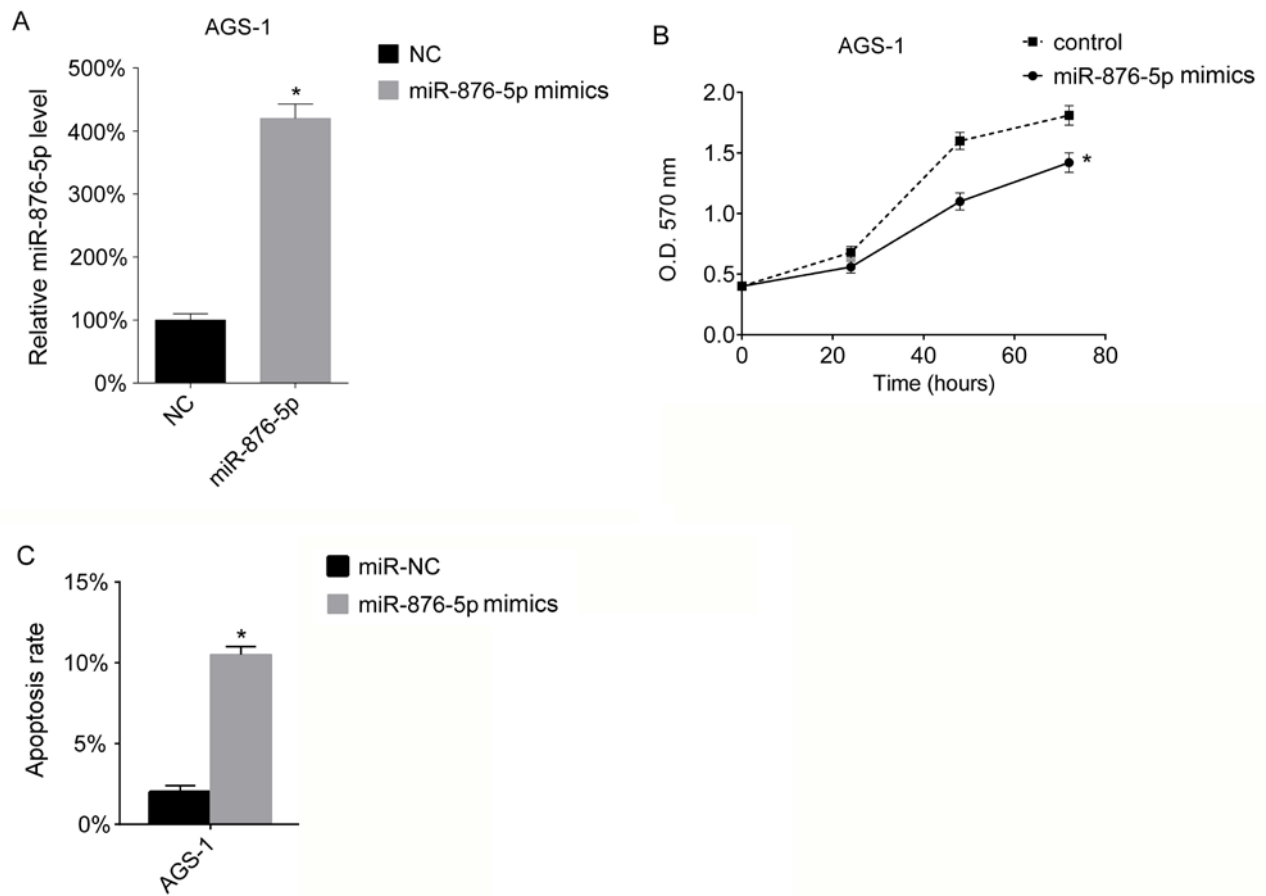 A
AGS-1
NC
miR-876-5p mimics
Relative miR-876-5p level
500%
400%
300%
200%
100%
0%
*
NC
miR-876-5p
B
AGS-1
control
miR-876-5p mimics
O.D. 570 nm
2.0
1.5
1.0
0.5
0.0
*
0 20 40 60 80
Time (hours)
C
miR-NC
miR-876-5p mimics
Apoptosis rate
15%
10%
5%
0%
*
AGS-1